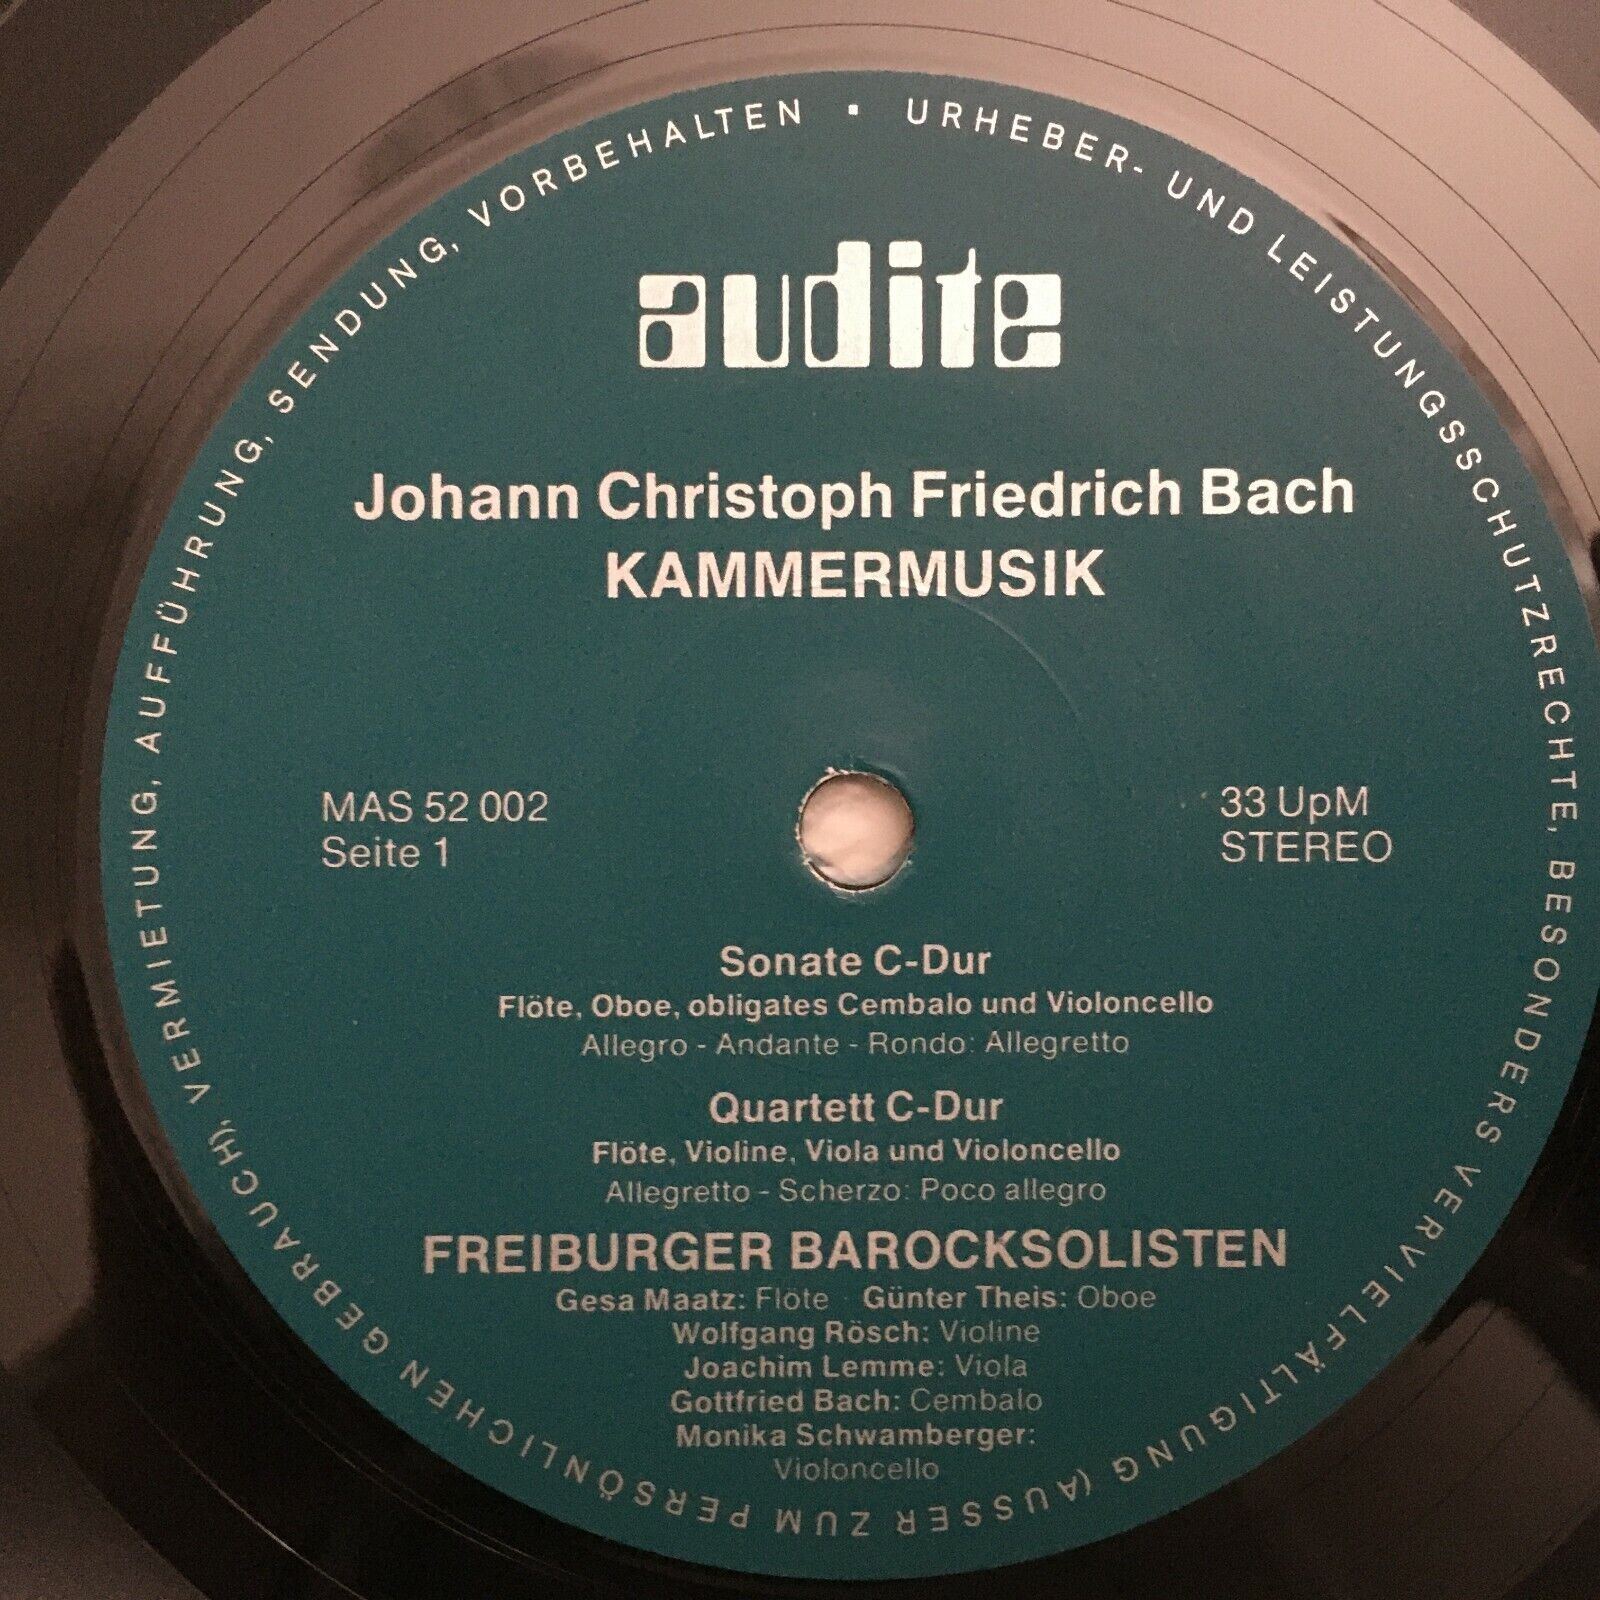 URHEBER- UND LEISTUNGSSCHUTZRECHTE, BESONDERS VERVIELFÄLTIGUNG (AUSSER ZUM PERSÖNLICHEN GEBRAUCH), VERMIETUNG, AUFFÜHRUNG, SENDUNG, VORBEHALTEN ▪
audite
Johann Christoph Friedrich Bach
KAMMERMUSIK
MAS 52 002
Seite 1
33 UpM
STEREO
Sonate C-Dur
Flöte, Oboe, obligates Cembalo und Violoncello
Allegro - Andante - Rondo: Allegretto
Quartett C-Dur
Flöte, Violine, Viola und Violoncello
Allegretto - Scherzo: Poco allegro
FREIBURGER BAROCKSOLISTEN
Gesa Maatz: Flöte · Günter Theis: Oboe
Wolfgang Rösch: Violine
Joachim Lemme: Viola
Gottfried Bach: Cembalo
Monika Schwamberger:
Violoncello